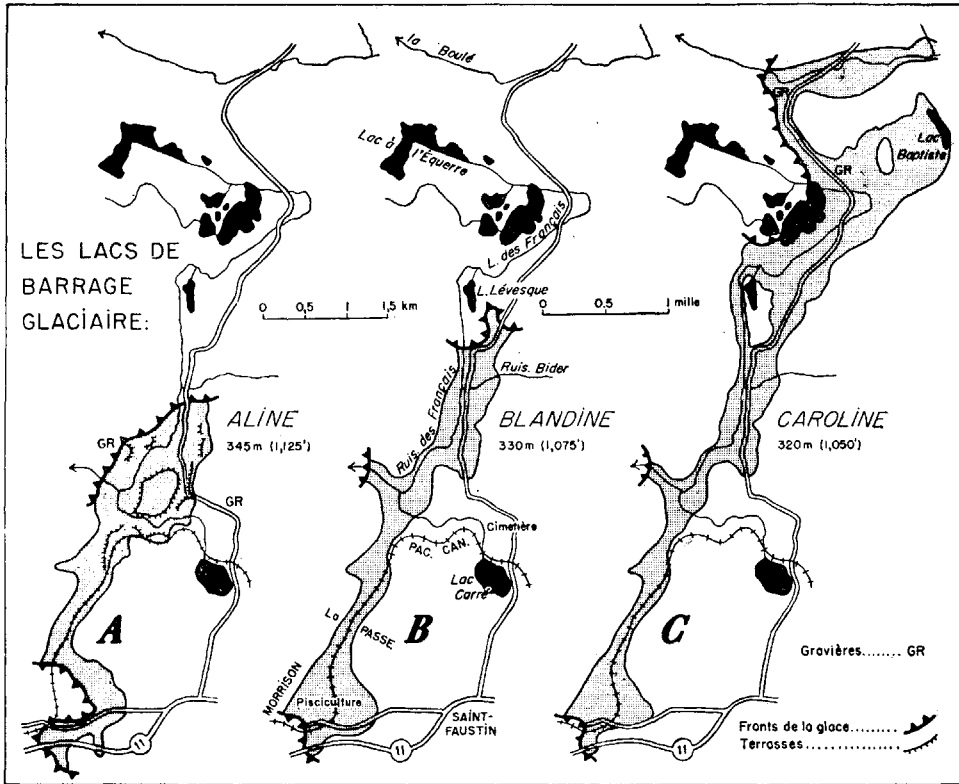 LES LACS DE
BARRAGE
GLACIAIRE:
0 0,5 1 1,5 km
0 0.5 1 mille
ALINE
345 m (1,125')
GR
GR
A
11
la Boulé
Lac à l'Équerre
L. des Français
L. Lévesque
Ruis. Bider
Ruis. des Français
BLANDINE
330 m (1,075')
Cimetière
PAC. CAN.
Lac
Carré
B
La PASSE
MORRISON
Pisciculture
SAINT-
FAUSTIN
11
GR
Lac
Baptiste
GR
CAROLINE
320 m (1,050')
C
Gravières....... GR
Fronts de la glace.......
Terrasses.............
11